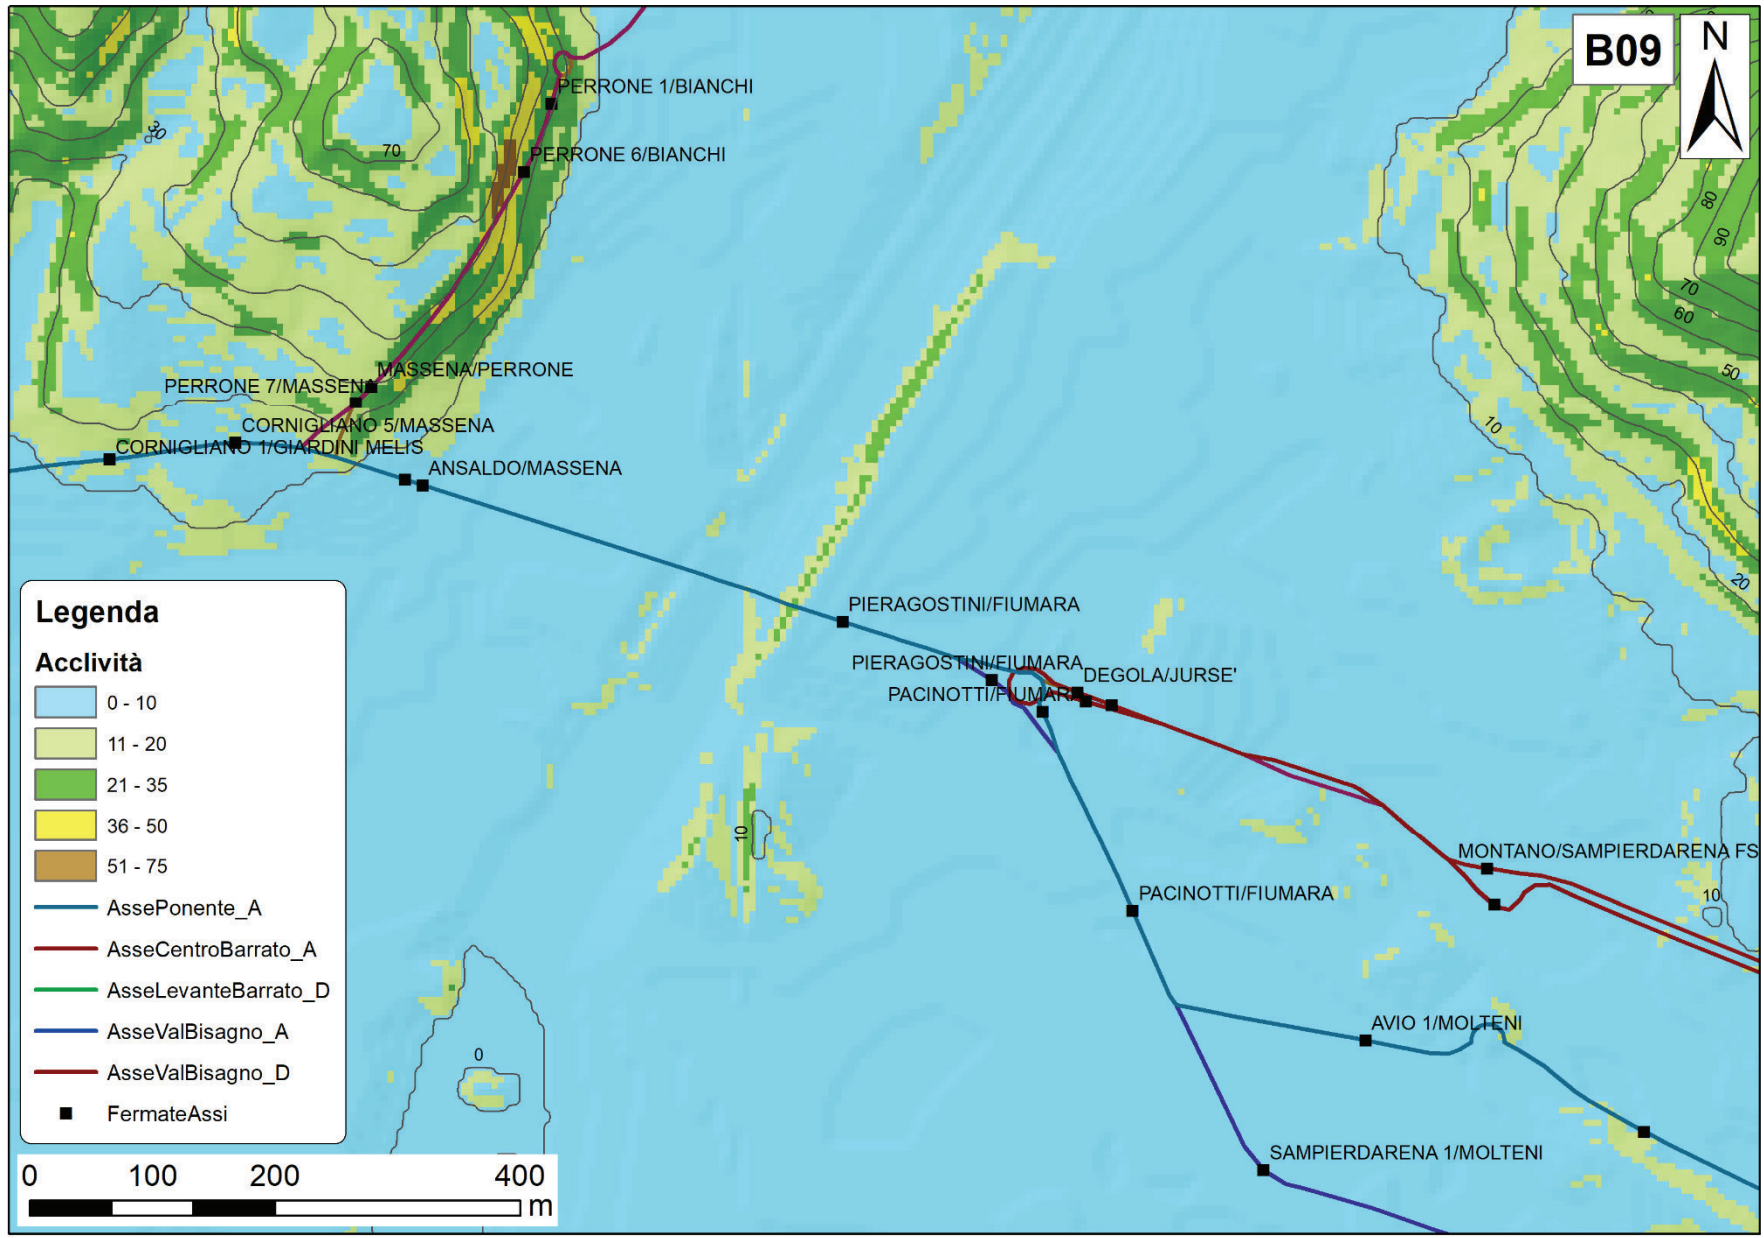 B09
N
PERRONE 1/BIANCHI
30
70
PERRONE 6/BIANCHI
80
90
70
60
50
MASSENA/PERRONE
PERRONE 7/MASSENA
10
CORNIGLIANO 5/MASSENA
CORNIGLIANO 1/GIARDINI MELIS
ANSALDO/MASSENA
20
PIERAGOSTINI/FIUMARA
PIERAGOSTINI/FIUMARA
DEGOLA/JURSE'
PACINOTTI/FIUMARA
10
MONTANO/SAMPIERDARENA FS
PACINOTTI/FIUMARA
10
AVIO 1/MOLTENI
0
SAMPIERDARENA 1/MOLTENI
Legenda
Acclività
0 - 10
11 - 20
21 - 35
36 - 50
51 - 75
AssePonente_A
AsseCentroBarrato_A
AsseLevanteBarrato_D
AsseValBisagno_A
AsseValBisagno_D
FermateAssi
0 100 200 400
m